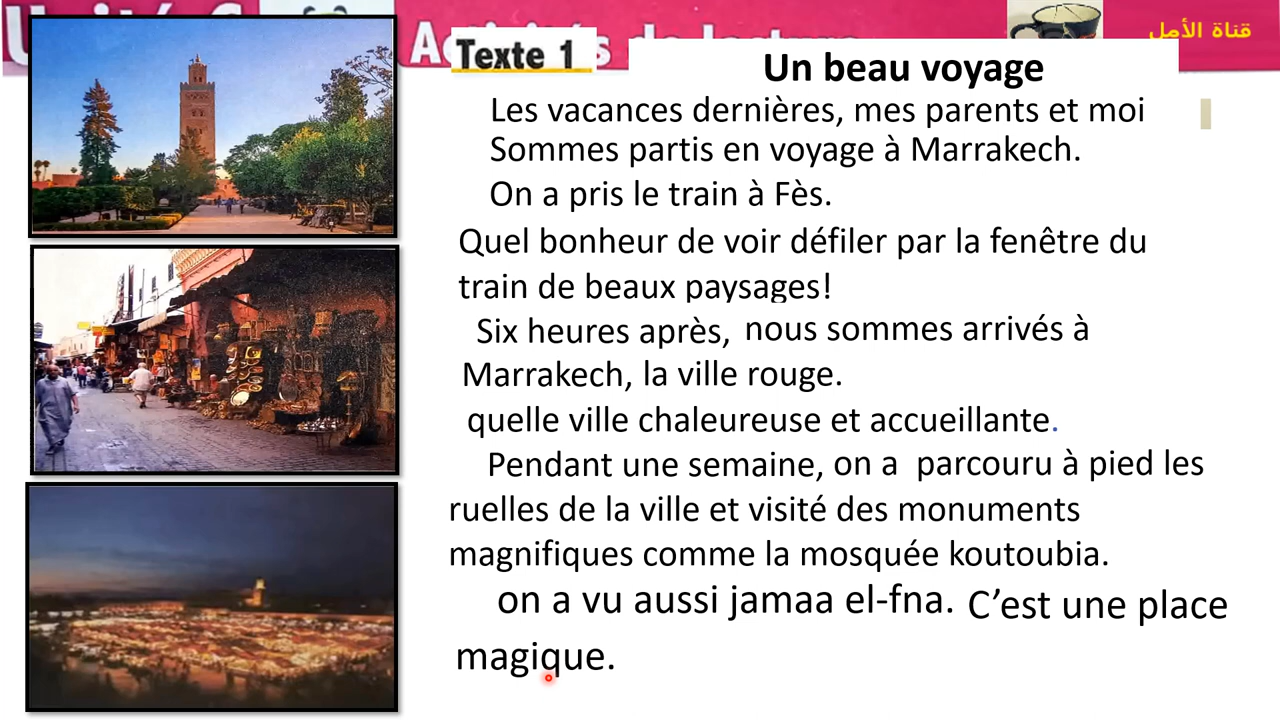 قناة الأمل
Texte 1
Un beau voyage
Les vacances dernières, mes parents et moi
Sommes partis en voyage à Marrakech.
On a pris le train à Fès.
Quel bonheur de voir défiler par la fenêtre du
train de beaux paysages!
Six heures après, nous sommes arrivés à
Marrakech, la ville rouge.
quelle ville chaleureuse et accueillante.
Pendant une semaine, on a parcouru à pied les
ruelles de la ville et visité des monuments
magnifiques comme la mosquée koutoubia.
on a vu aussi jamaa el-fna. C’est une place
magique.